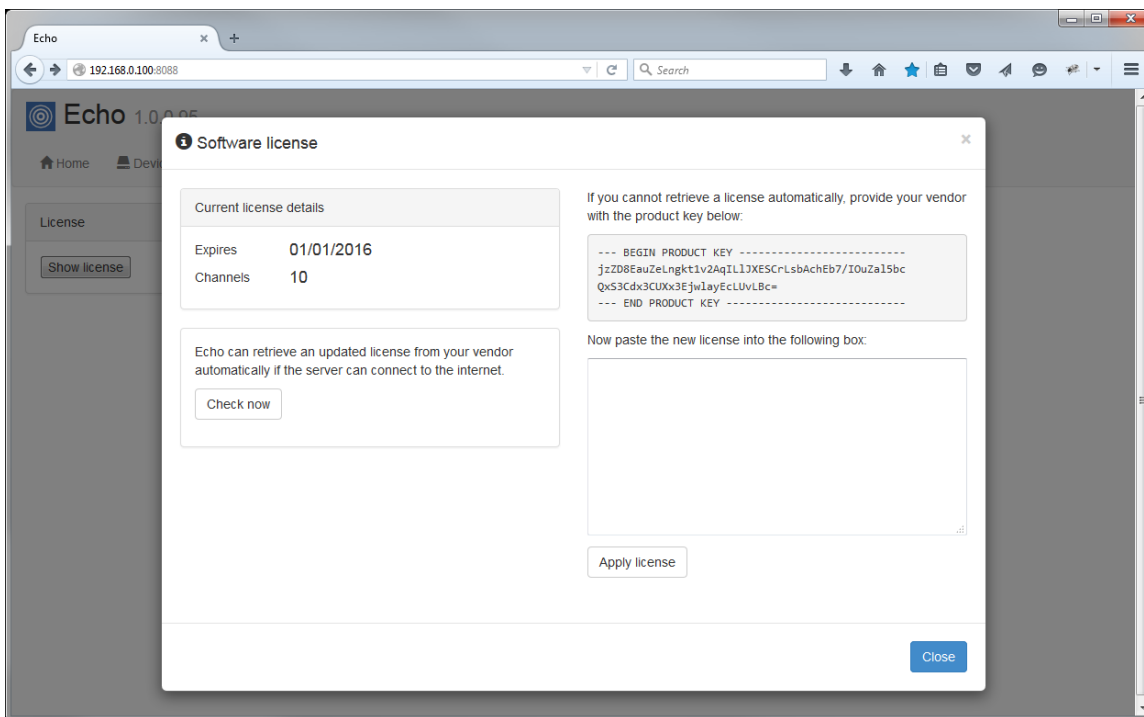 Echo
192.168.0.100:8088
Search
Echo 1.0.0.95
Home
Devic
Software license
License
Show license
Current license details
Expires 01/01/2016
Channels 10
Echo can retrieve an updated license from your vendor
automatically if the server can connect to the internet.
Check now
If you cannot retrieve a license automatically, provide your vendor
with the product key below:
--- BEGIN PRODUCT KEY -------------------------
jzZD8EauZeLngkt1v2AqILlJXESCrLsbAchEb7/IOuZal5bc
QxS3Cdx3CUXx3EjwlayEcLUvLBc=
--- END PRODUCT KEY ---------------------------
Now paste the new license into the following box:
Apply license
Close